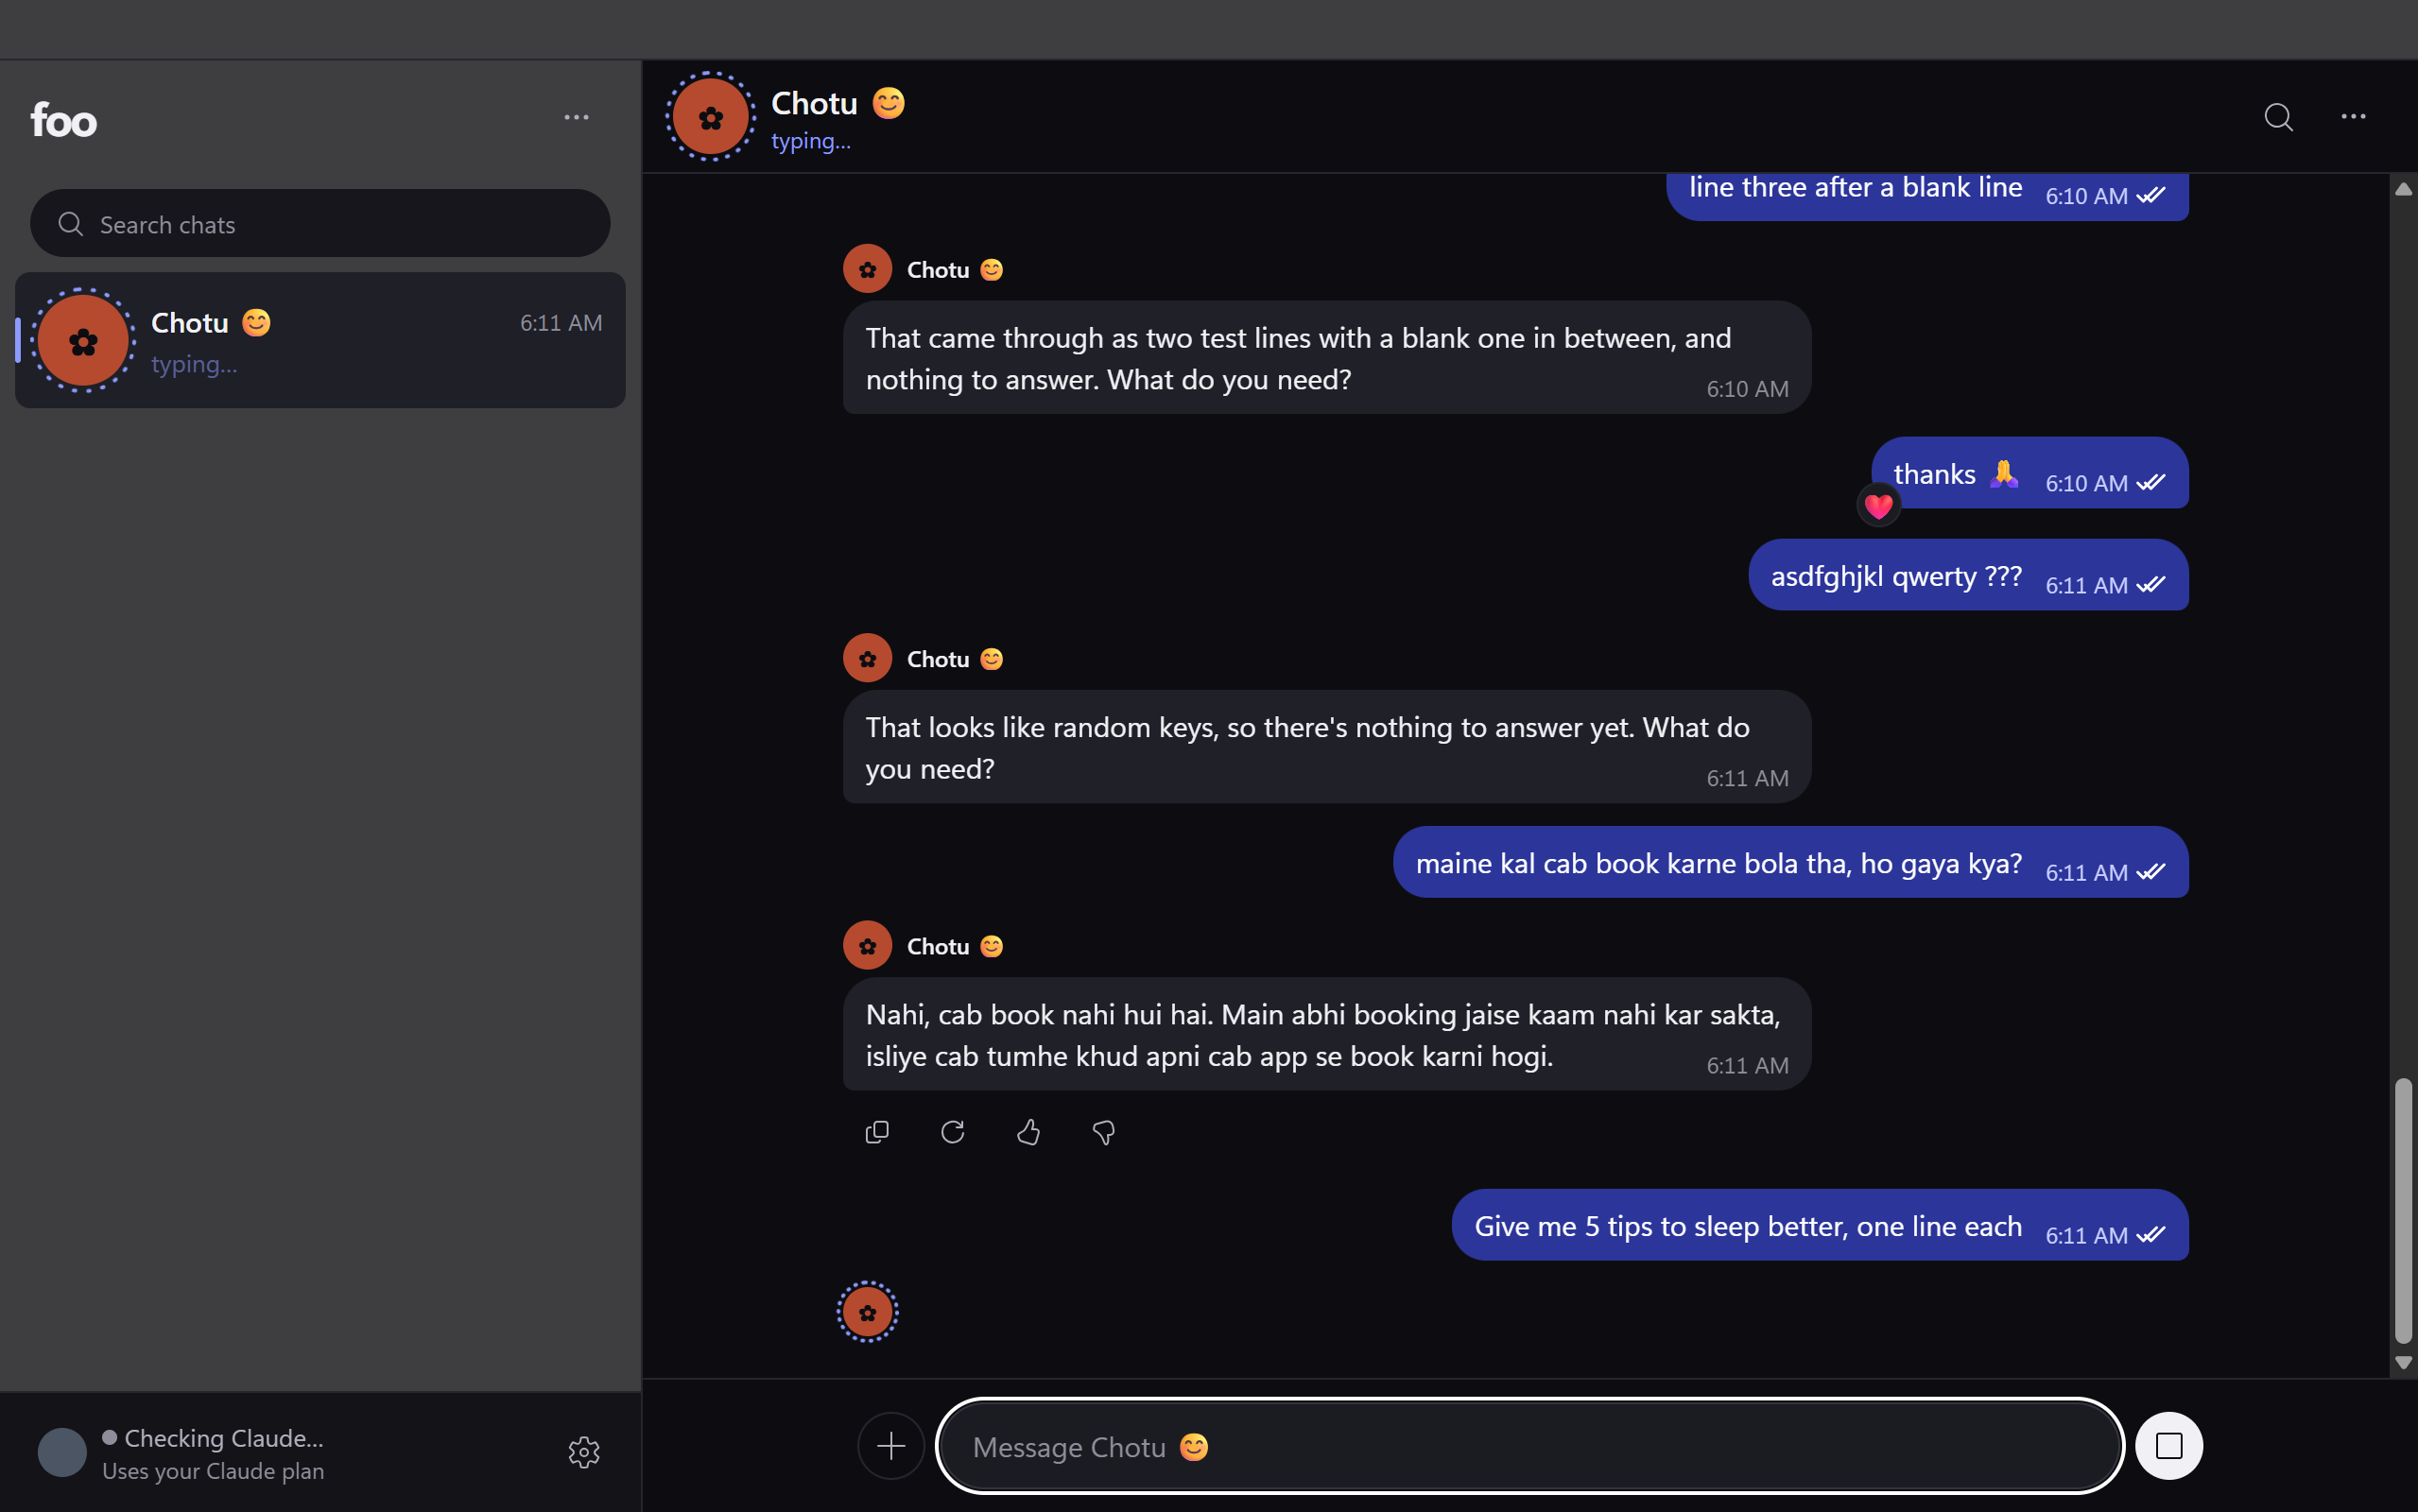 foo
Search chats
Chotu 😊
6:11 AM
typing...
Checking Claude...
Uses your Claude plan
Chotu 😊
typing...
line three after a blank line
6:10 AM
Chotu 😊
That came through as two test lines with a blank one in between, and
nothing to answer. What do you need?
6:10 AM
thanks 🙏
6:10 AM
asdfghjkl qwerty ???
6:11 AM
Chotu 😊
That looks like random keys, so there's nothing to answer yet. What do
you need?
6:11 AM
maine kal cab book karne bola tha, ho gaya kya?
6:11 AM
Chotu 😊
Nahi, cab book nahi hui hai. Main abhi booking jaise kaam nahi kar sakta,
isliye cab tumhe khud apni cab app se book karni hogi.
6:11 AM
Give me 5 tips to sleep better, one line each
6:11 AM
Message Chotu 😊